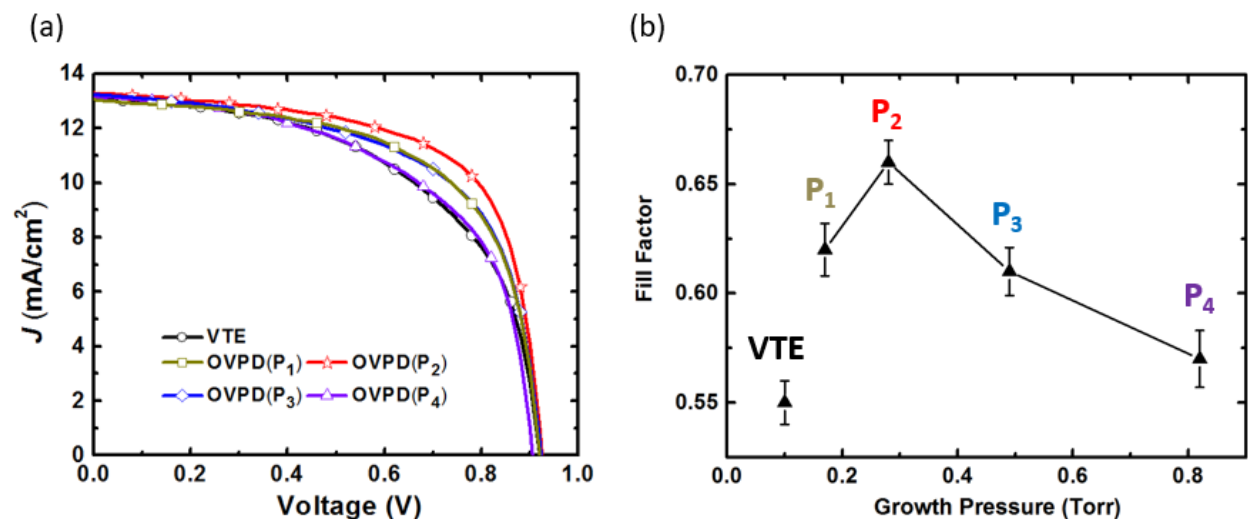 (a)
(b)
14
12
10
8
6
4
2
0
J (mA/cm²)
0.0 0.2 0.4 0.6 0.8 1.0
Voltage (V)
VTE
OVPD(P₁) OVPD(P₂)
OVPD(P₃) OVPD(P₄)
0.70
0.65
0.60
0.55
Fill Factor
P₁
P₂
P₃
P₄
VTE
0.0 0.2 0.4 0.6 0.8
Growth Pressure (Torr)